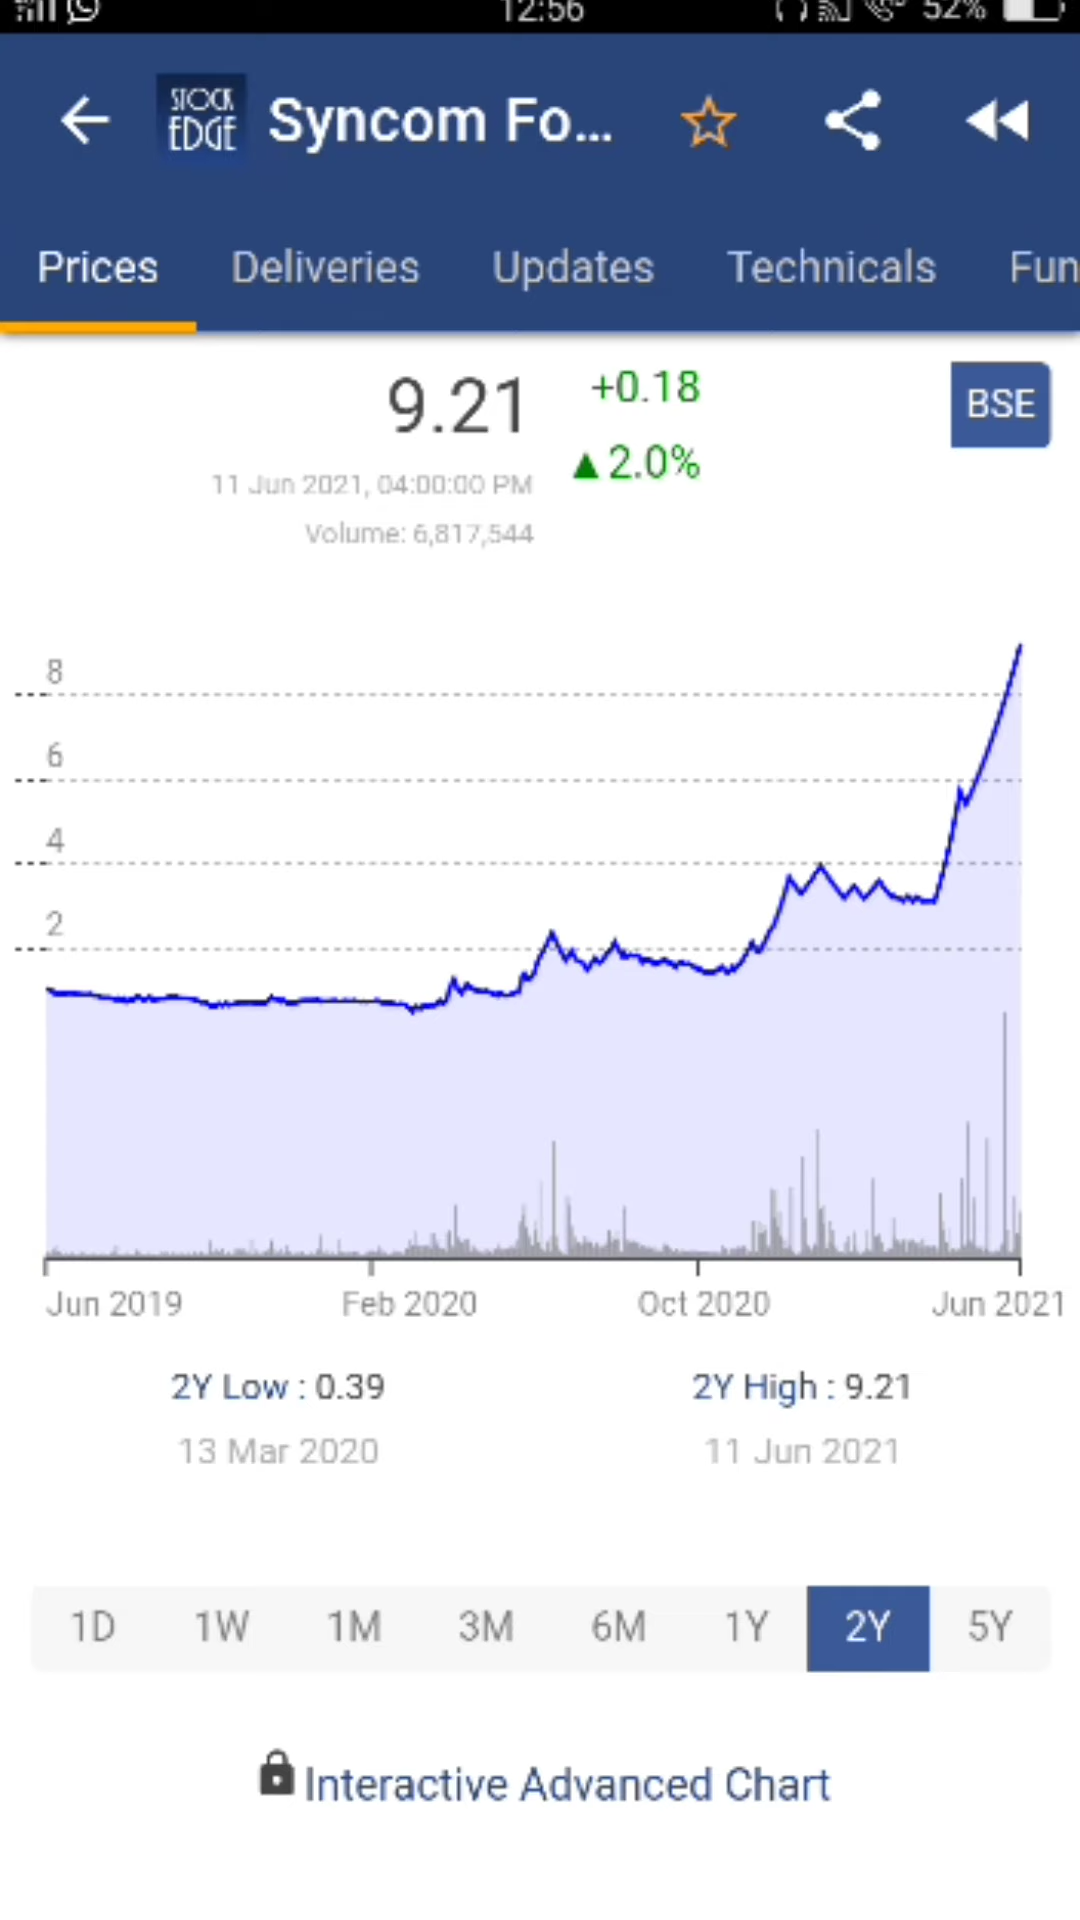 12:56
52%
STOCK EDGE
Syncom Fo...
Prices Deliveries Updates Technicals Fun
9.21
+0.18
▲2.0%
BSE
11 Jun 2021, 04:00:00 PM
Volume: 6,817,544
8
6
4
2
Jun 2019 Feb 2020 Oct 2020 Jun 2021
2Y Low : 0.39 2Y High : 9.21
13 Mar 2020 11 Jun 2021
1D 1W 1M 3M 6M 1Y 2Y 5Y
Interactive Advanced Chart